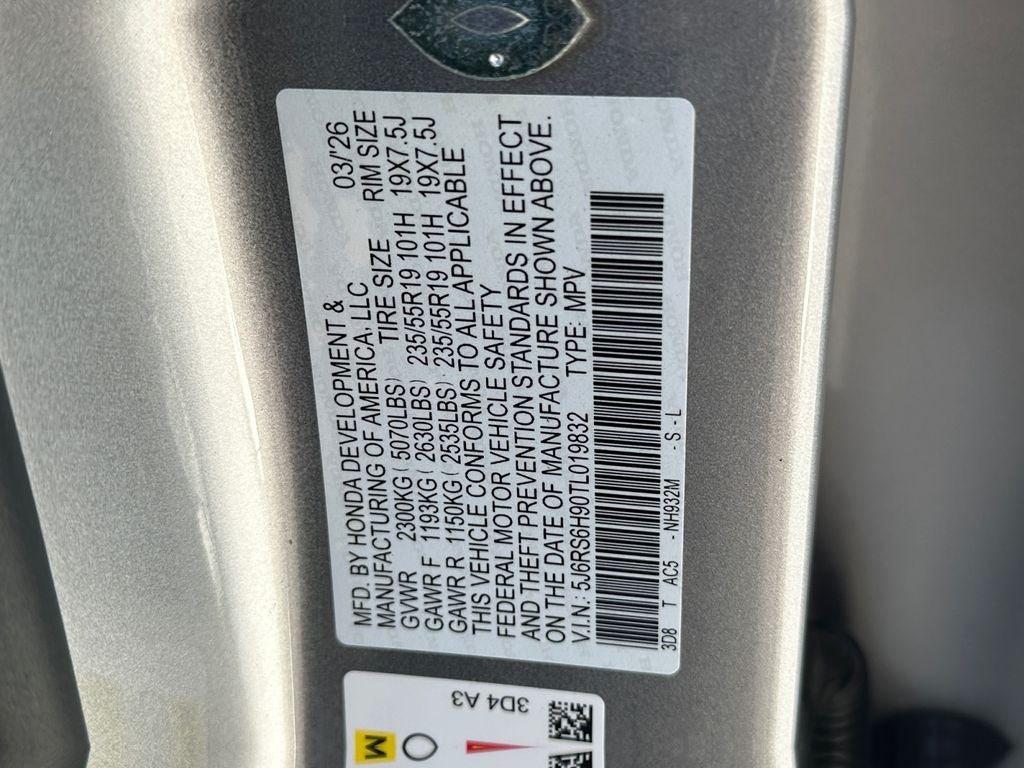 MFD. BY HONDA DEVELOPMENT &
MANUFACTURING OF AMERICA, LLC 03/'26
TIRE SIZE RIM SIZE
GVWR 2300KG ( 5070LBS)
GAWR F 1193KG ( 2630LBS) 235/55R19 101H 19X7.5J
GAWR R 1150KG ( 2535LBS) 235/55R19 101H 19X7.5J
THIS VEHICLE CONFORMS TO ALL APPLICABLE
FEDERAL MOTOR VEHICLE SAFETY
AND THEFT PREVENTION STANDARDS IN EFFECT
ON THE DATE OF MANUFACTURE SHOWN ABOVE.
V.I.N.: 5J6RS6H90TL019832 TYPE: MPV
3D8 T AC5 -NH932M -S -L
3D4 A3
M